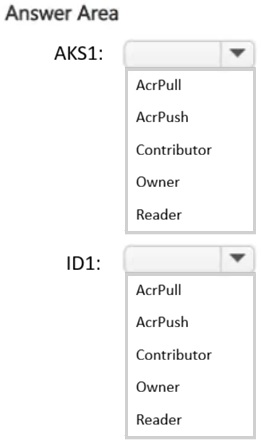 Answer Area
AKS1:
AcrPull
AcrPush
Contributor
Owner
Reader
ID1:
AcrPull
AcrPush
Contributor
Owner
Reader